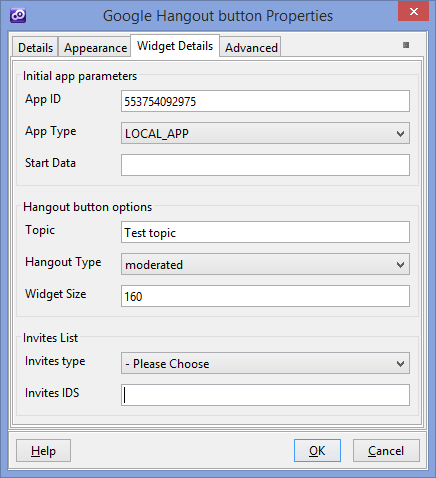 Google Hangout button Properties
Details Appearance Widget Details Advanced
Initial app parameters
App ID 553754092975
App Type LOCAL_APP
Start Data
Hangout button options
Topic Test topic
Hangout Type moderated
Widget Size 160
Invites List
Invites type - Please Choose
Invites IDS
Help OK Cancel